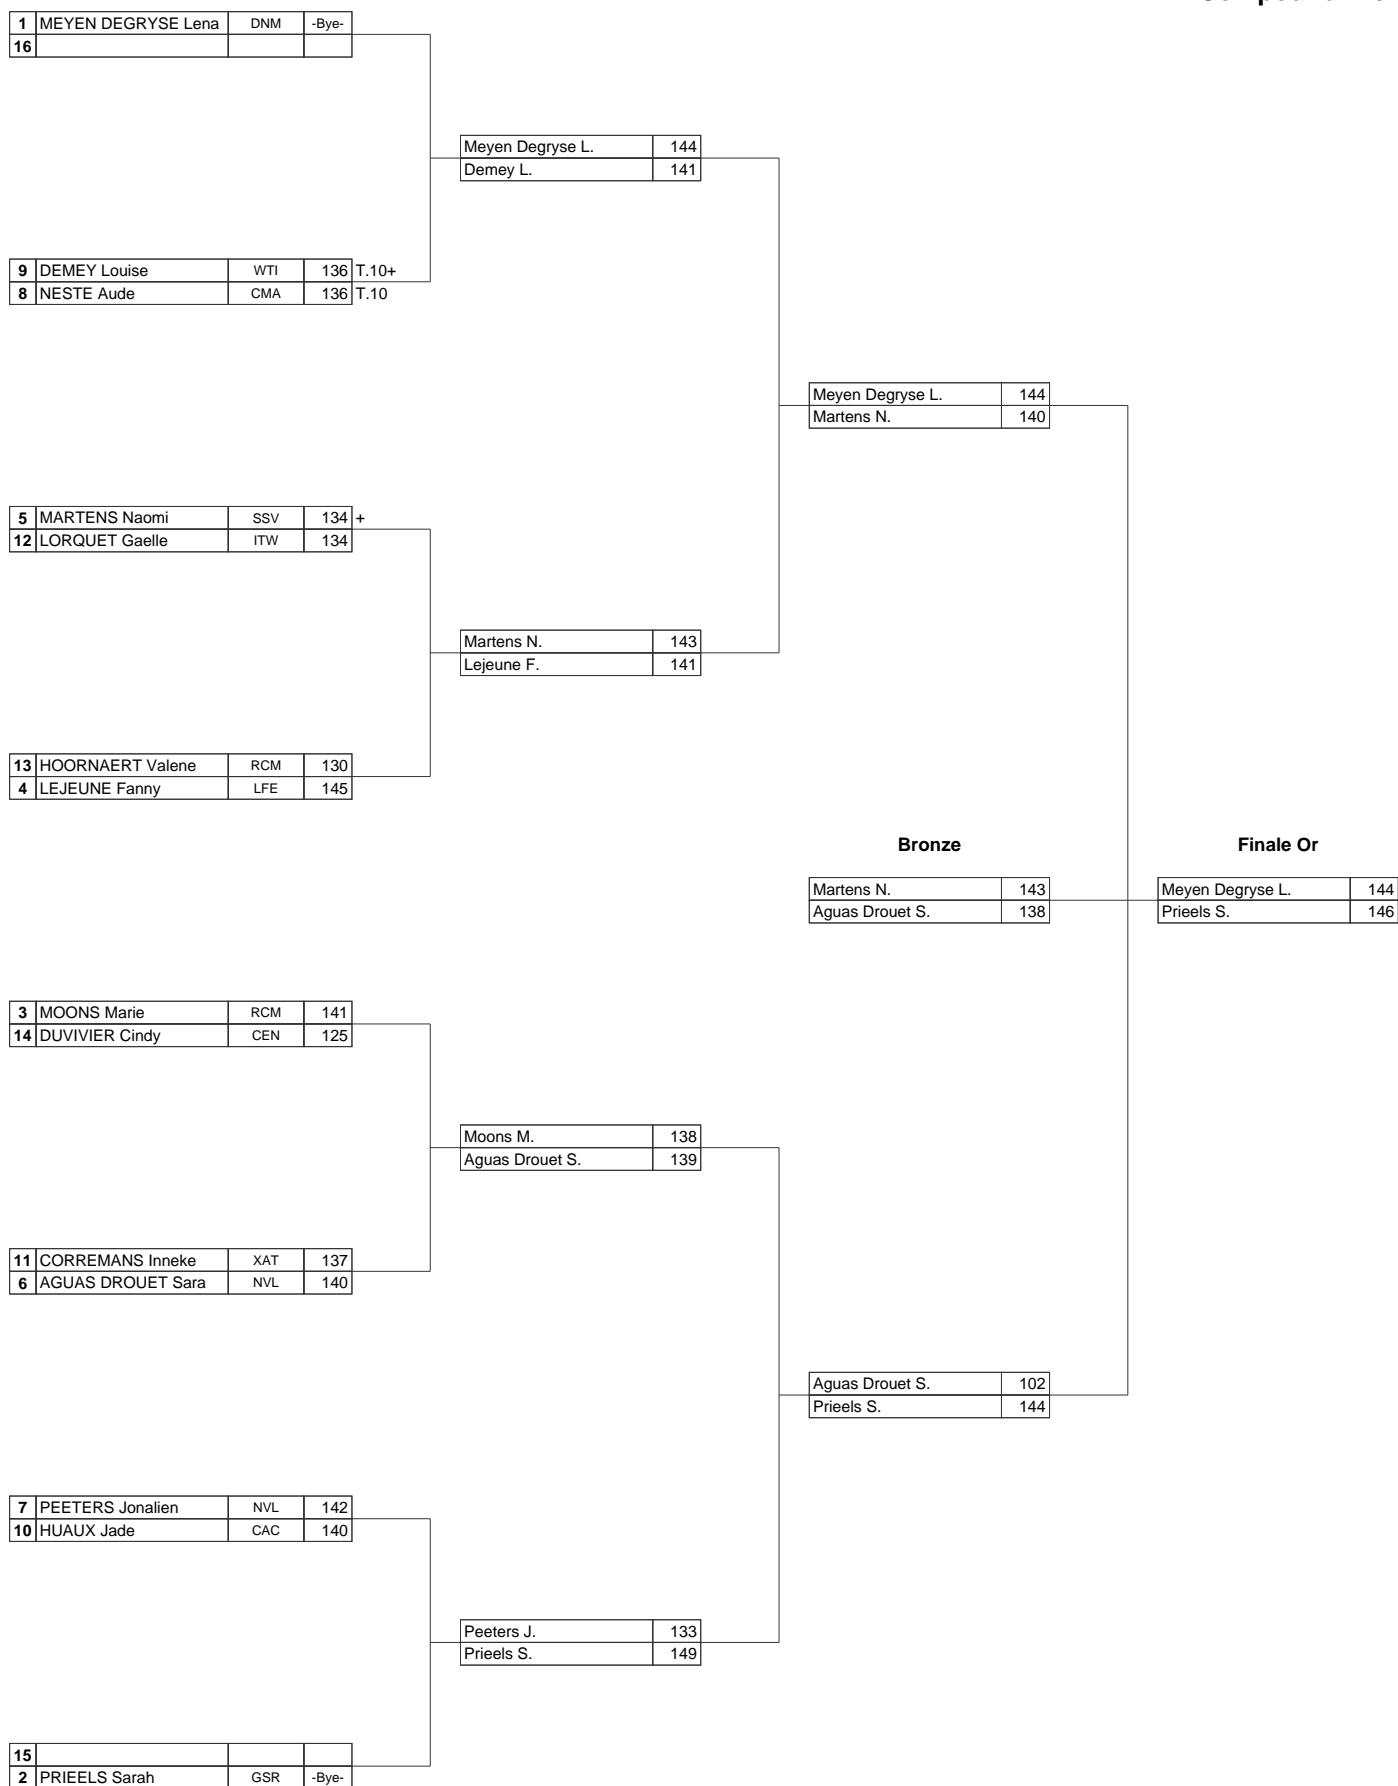 1 MEYEN DEGRYSE Lena DNM -Bye-
16
Meyen Degryse L. 144
Demey L. 141
9 DEMEY Louise WTI 136 T.10+
8 NESTE Aude CMA 136 T.10
Meyen Degryse L. 144
Martens N. 140
5 MARTENS Naomi SSV 134 +
12 LORQUET Gaelle ITW 134
Martens N. 143
Lejeune F. 141
13 HOORNAERT Valene RCM 130
4 LEJEUNE Fanny LFE 145
Bronze Finale Or
Martens N. 143 Meyen Degryse L. 144
Aguas Drouet S. 138 Prieels S. 146
3 MOONS Marie RCM 141
14 DUVIVIER Cindy CEN 125
Moons M. 138
Aguas Drouet S. 139
11 CORREMANS Inneke XAT 137
6 AGUAS DROUET Sara NVL 140
Aguas Drouet S. 102
Prieels S. 144
7 PEETERS Jonalien NVL 142
10 HUAUX Jade CAC 140
Peeters J. 133
Prieels S. 149
15
2 PRIEELS Sarah GSR -Bye-